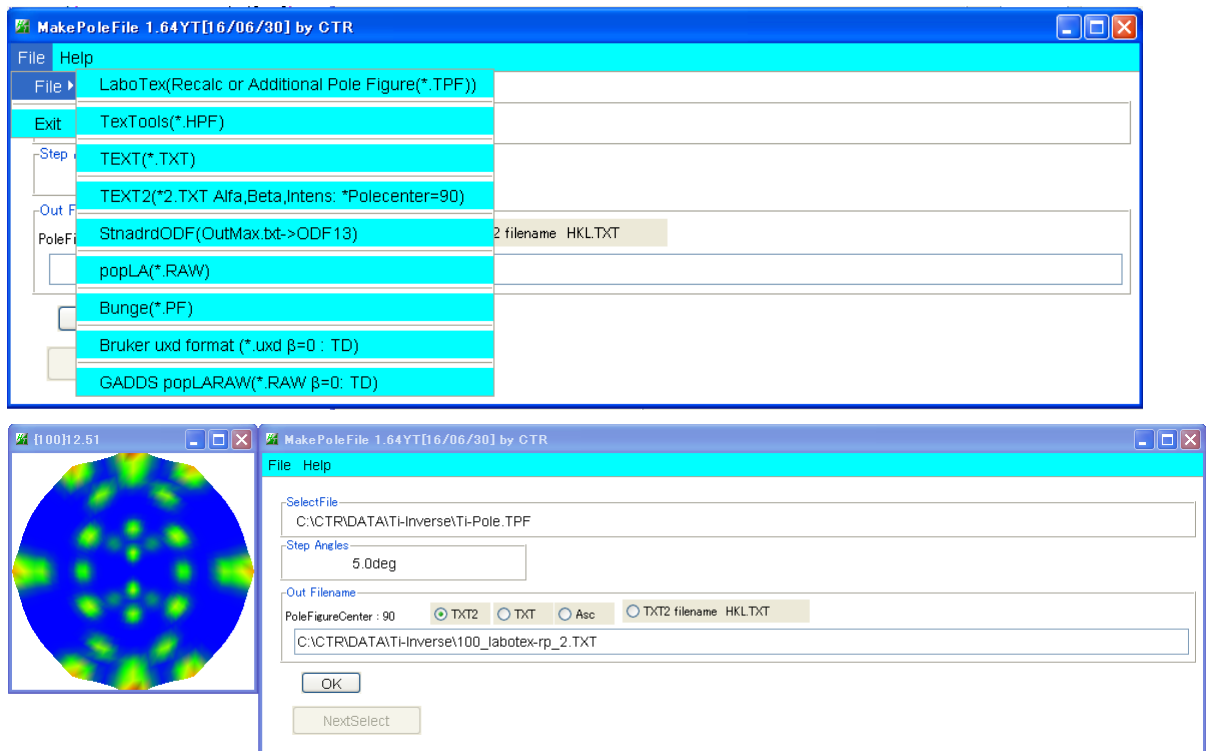 MakePoleFile 1.64YT[16/06/30] by CTR
File Help
File
LaboTex(Recalc or Additional Pole Figure(*.TPF))
Exit
TexTools(*.HPF)
Step
TEXT(*.TXT)
TEXT2(*2.TXT Alfa,Beta,Intens: *Polecenter=90)
Out F
PoleFi
StnadrdODF(OutMax.txt->ODF13)
2 filename HKL.TXT
popLA(*.RAW)
Bunge(*.PF)
Bruker uxd format (*.uxd β=0 : TD)
GADDS popLARAW(*.RAW β=0: TD)
{100}12.51
MakePoleFile 1.64YT[16/06/30] by CTR
File Help
SelectFile
C:\CTR\DATA\Ti-Inverse\Ti-Pole.TPF
Step Angles
5.0deg
Out Filename
PoleFigureCenter : 90 TXT2 TXT Asc TXT2 filename HKL.TXT
C:\CTR\DATA\Ti-Inverse\100_labotex-rp_2.TXT
OK
NextSelect